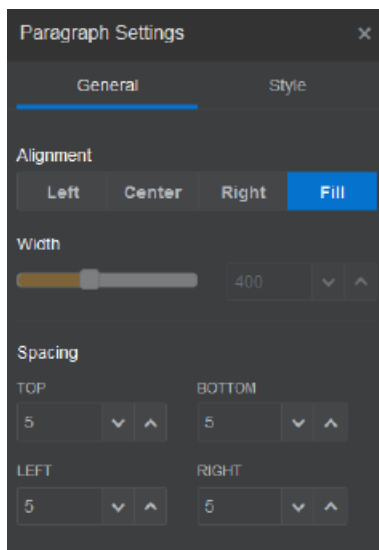 Paragraph Settings
General Style
Alignment
Left Center Right Fill
Width
400
Spacing
TOP BOTTOM
5 5
LEFT RIGHT
5 5